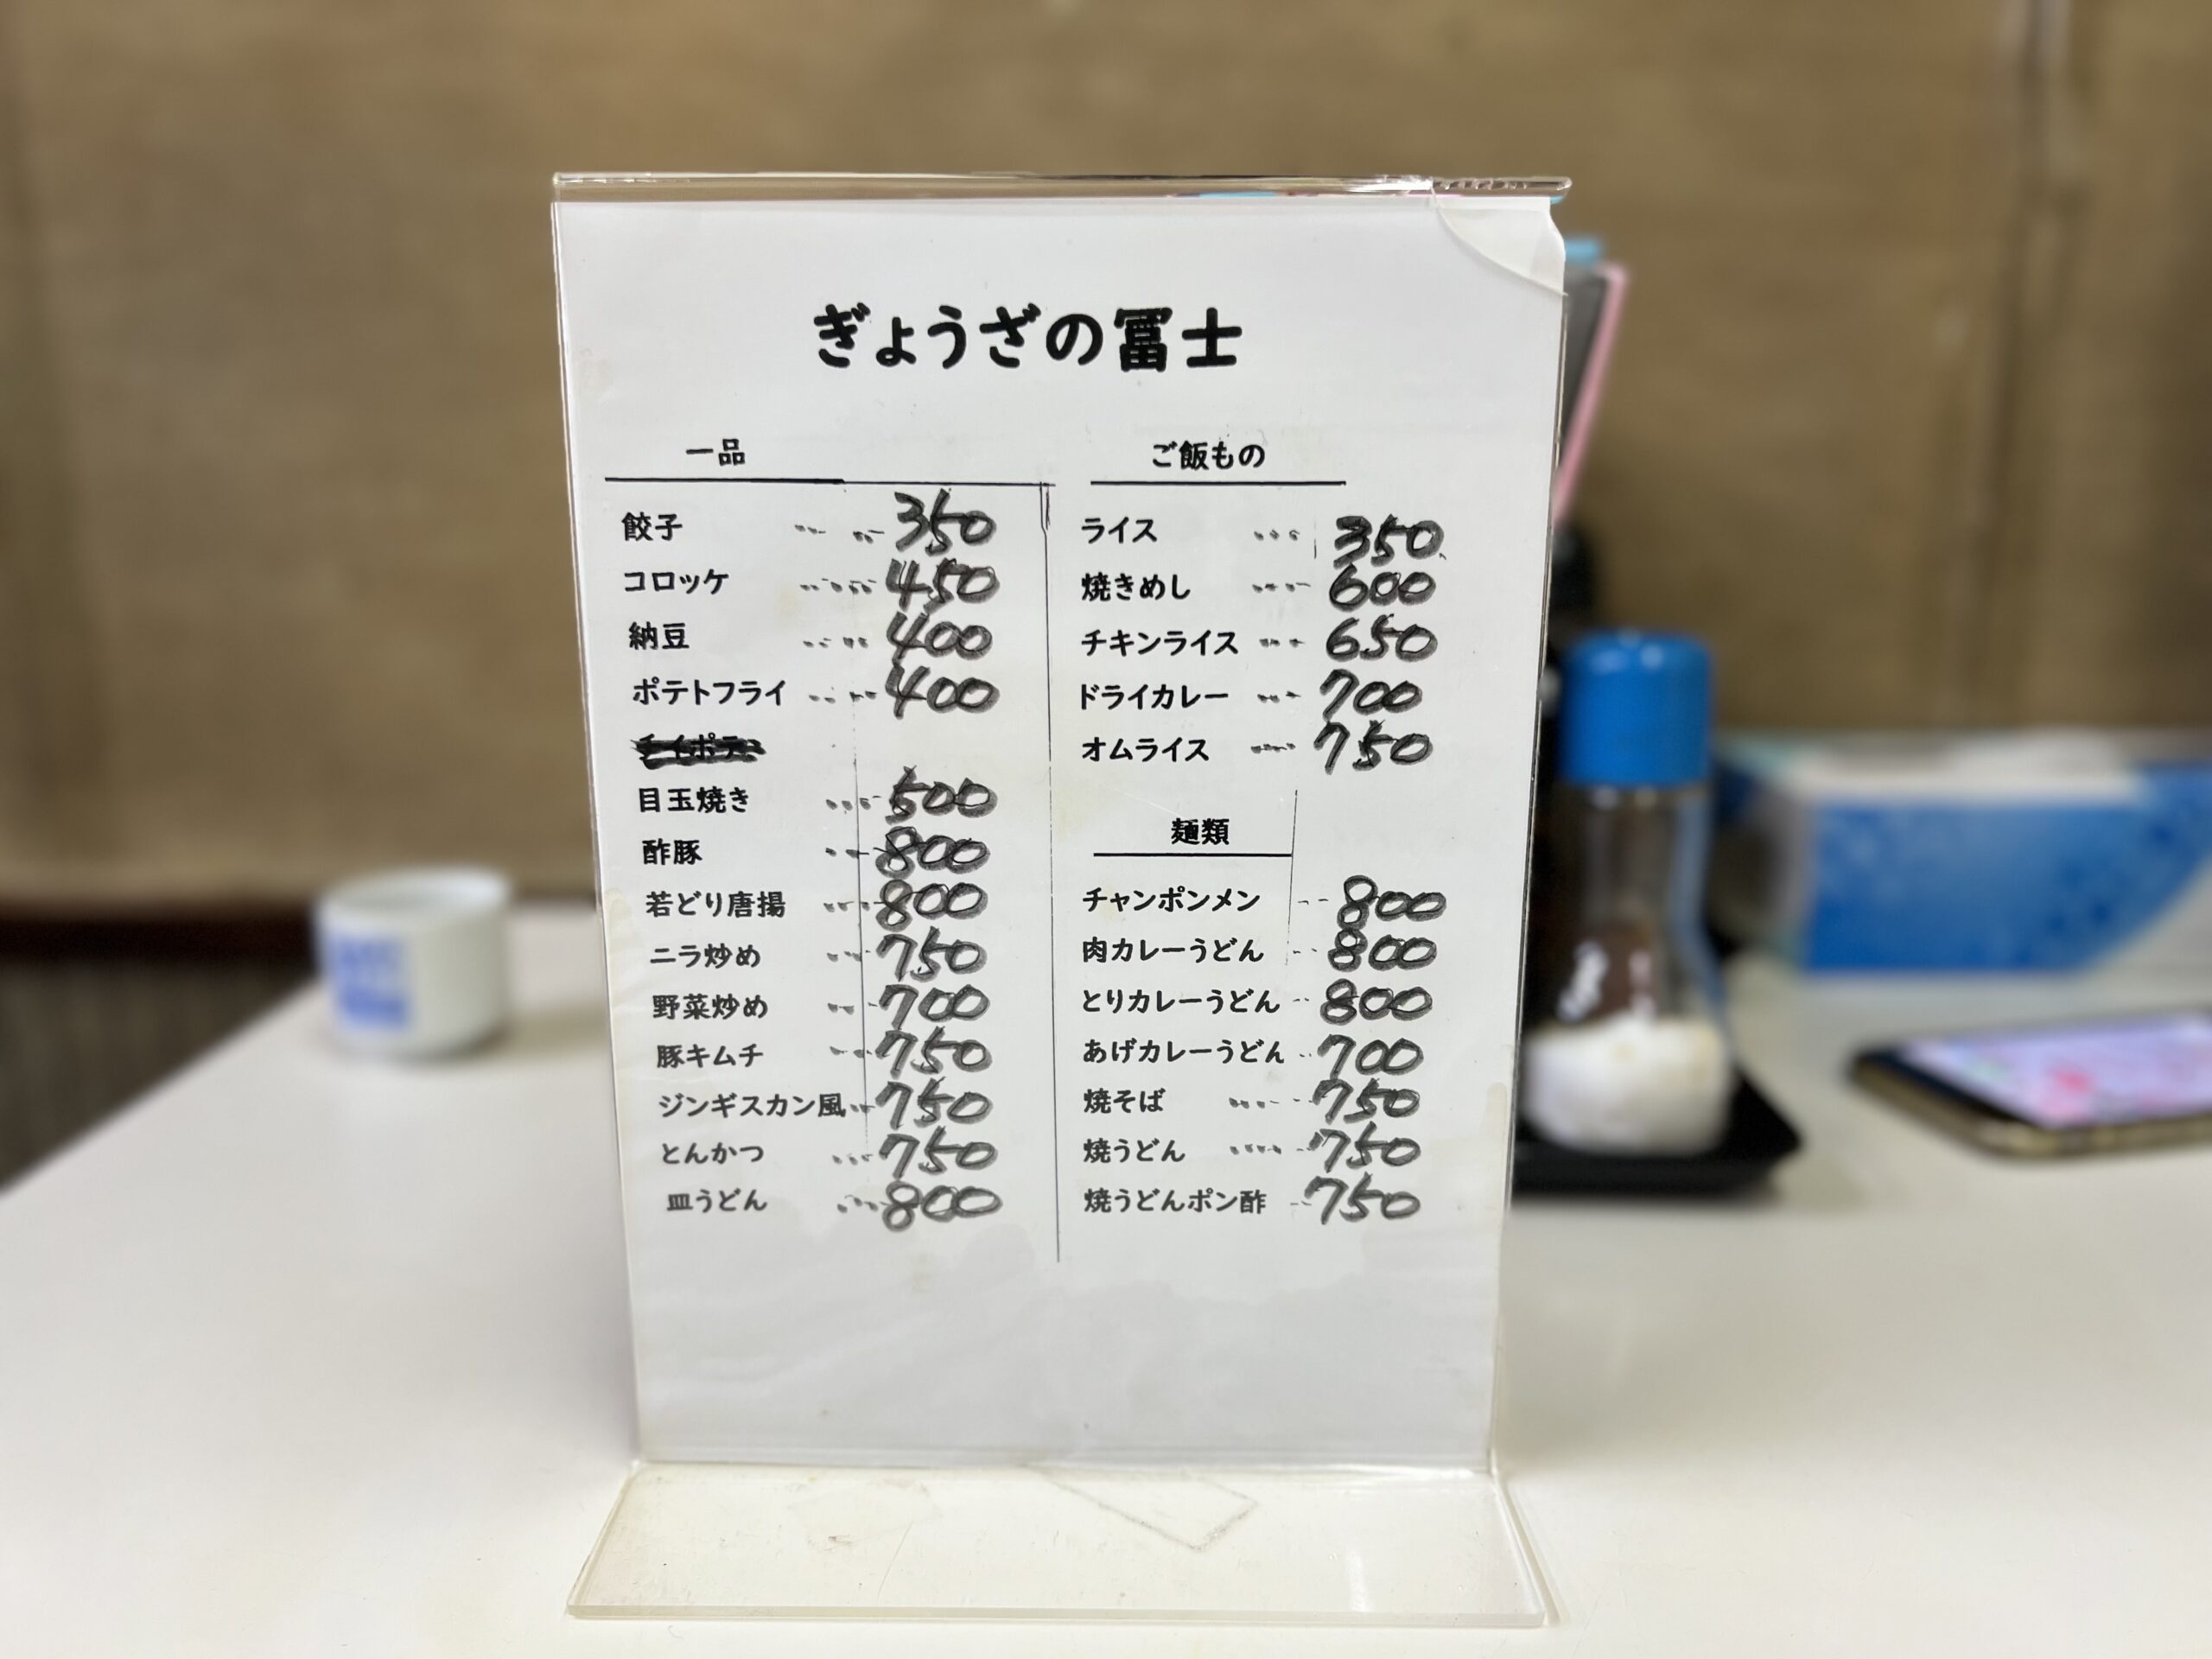 ぎょうざの冨士
一品
餃子 350
コロッケ 450
納豆 400
ポテトフライ 400
チイポテ
目玉焼き 500
酢豚 800
若どり唐揚 800
ニラ炒め 750
野菜炒め 700
豚キムチ 750
ジンギスカン風 750
とんかつ 750
皿うどん 800
ご飯もの
ライス 350
焼きめし 600
チキンライス 650
ドライカレー 700
オムライス 750
麺類
チャンポンメン 800
肉カレーうどん 800
とりカレーうどん 800
あげカレーうどん 700
焼そば 750
焼うどん 750
焼うどんポン酢 750